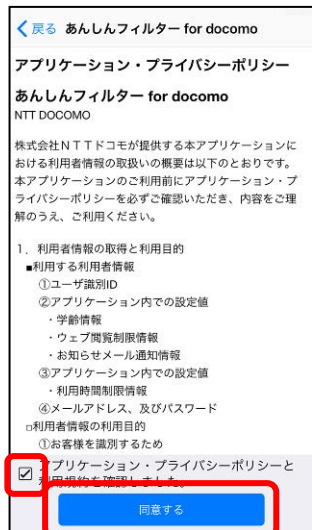 戻る あんしんフィルター for docomo
アプリケーション・プライバシーポリシー
あんしんフィルター for docomo
NTT DOCOMO
株式会社NTTドコモが提供する本アプリケーションに
おける利用者情報の取扱いの概要は以下のとおりです。
本アプリケーションのご利用前にアプリケーション・プ
ライバシーポリシーを必ずご確認いただき、内容をご理
解のうえ、ご利用ください。
1．利用者情報の取得と利用目的
■利用する利用者情報
①ユーザ識別ID
②アプリケーション内での設定値
・学齢情報
・ウェブ閲覧制限情報
・お知らせメール通知情報
③アプリケーション内での設定値
・利用時間制限情報
④メールアドレス、及びパスワード
□利用者情報の利用目的
①お客様を識別するため
アプリケーション・プライバシーポリシーと
利用規約を確認しました。
同意する